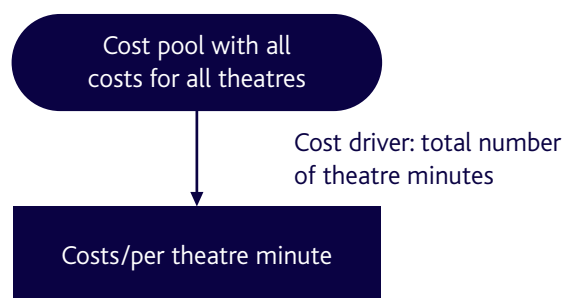 Cost pool with all
costs for all theatres
Cost driver: total number
of theatre minutes
Costs/per theatre minute